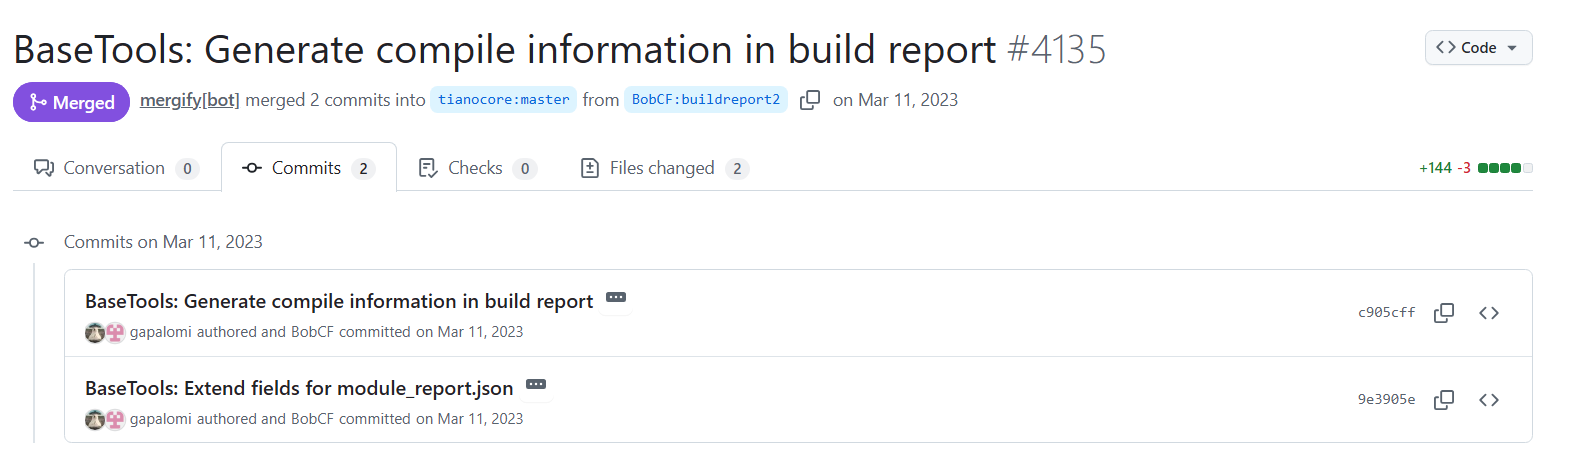 BaseTools: Generate compile information in build report #4135
Code
Merged mergify[bot] merged 2 commits into tianocore:master from BobCF:buildreport2 on Mar 11, 2023
Conversation 0 Commits 2 Checks 0 Files changed 2 +144 -3
Commits on Mar 11, 2023
BaseTools: Generate compile information in build report
gapalomi authored and BobCF committed on Mar 11, 2023
c905cff
BaseTools: Extend fields for module_report.json
gapalomi authored and BobCF committed on Mar 11, 2023
9e3905e